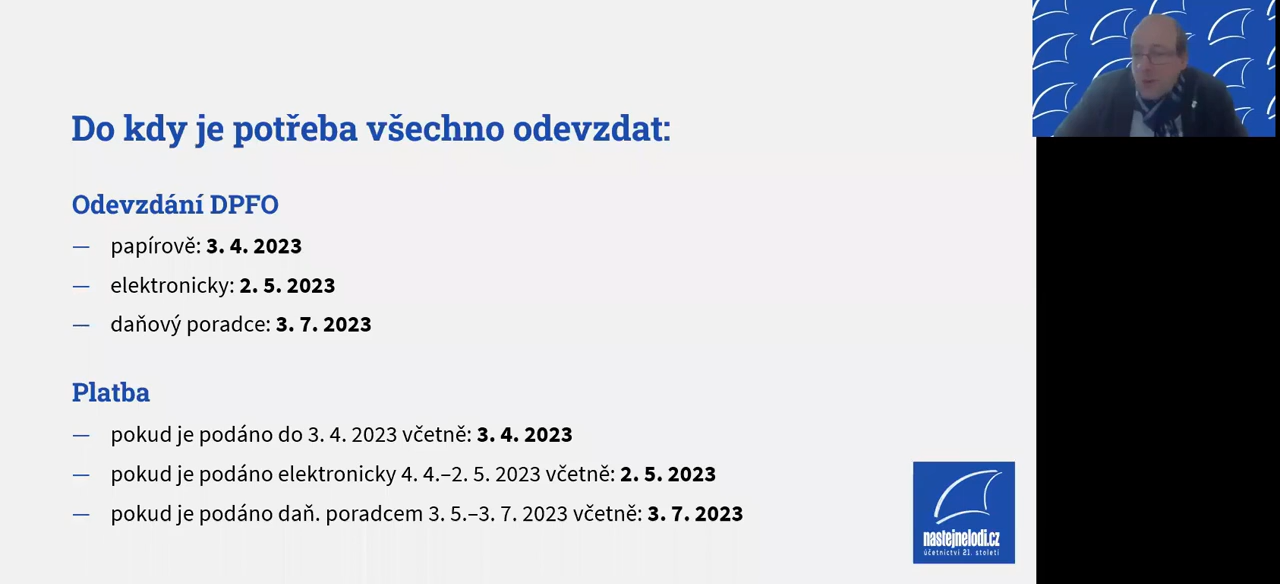 Do kdy je potřeba všechno odevzdat:
Odevzdání DPFO
— papírově: 3. 4. 2023
— elektronicky: 2. 5. 2023
— daňový poradce: 3. 7. 2023
Platba
— pokud je podáno do 3. 4. 2023 včetně: 3. 4. 2023
— pokud je podáno elektronicky 4. 4.–2. 5. 2023 včetně: 2. 5. 2023
— pokud je podáno daň. poradcem 3. 5.–3. 7. 2023 včetně: 3. 7. 2023
nastejnelodi.cz
účetnictví 21. století